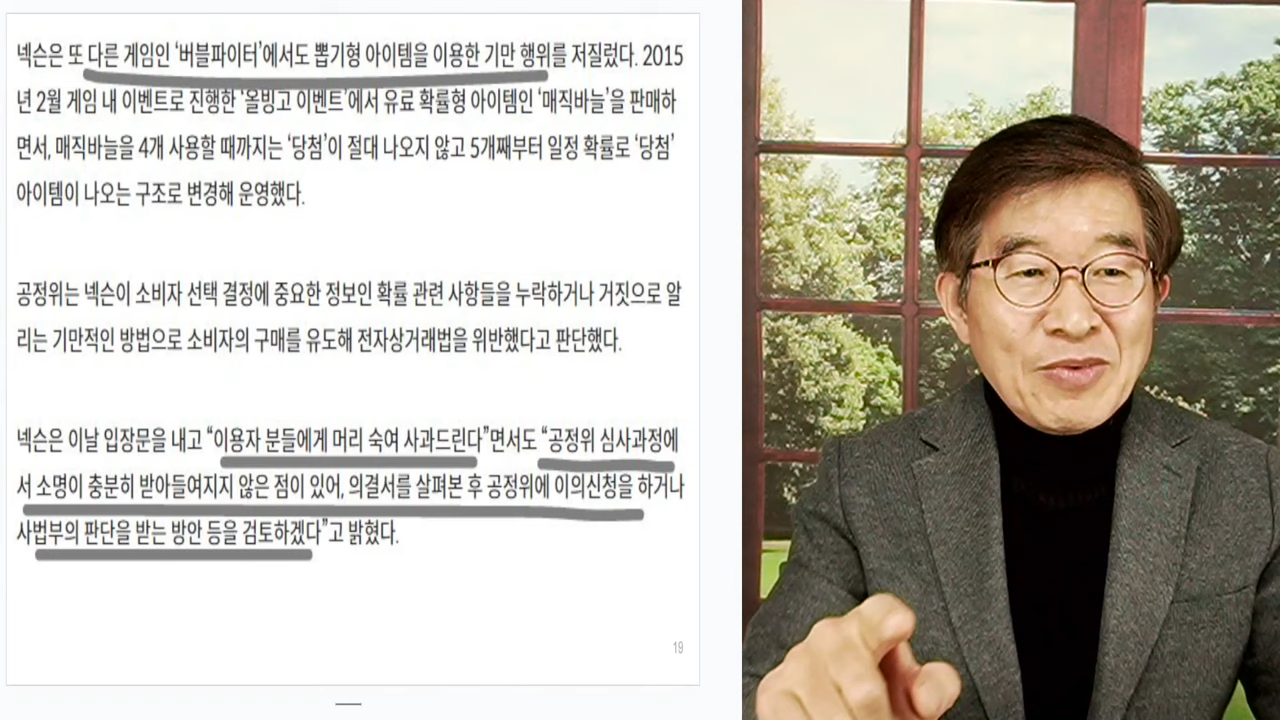 넥슨은 또 다른 게임인 ‘버블파이터’에서도 뽑기형 아이템을 이용한 기만 행위를 저질렀다. 2015
년 2월 게임 내 이벤트로 진행한 ‘올빙고 이벤트’에서 유료 확률형 아이템인 ‘매직바늘’을 판매하
면서, 매직바늘을 4개 사용할 때까지는 ‘당첨’이 절대 나오지 않고 5개째부터 일정 확률로 ‘당첨’
아이템이 나오는 구조로 변경해 운영했다.
공정위는 넥슨이 소비자 선택 결정에 중요한 정보인 확률 관련 사항들을 누락하거나 거짓으로 알
리는 기만적인 방법으로 소비자의 구매를 유도해 전자상거래법을 위반했다고 판단했다.
넥슨은 이날 입장문을 내고 “이용자 분들에게 머리 숙여 사과드린다”면서도 “공정위 심사과정에
서 소명이 충분히 받아들여지지 않은 점이 있어, 의결서를 살펴본 후 공정위에 이의신청을 하거나
사법부의 판단을 받는 방안 등을 검토하겠다”고 밝혔다.
19